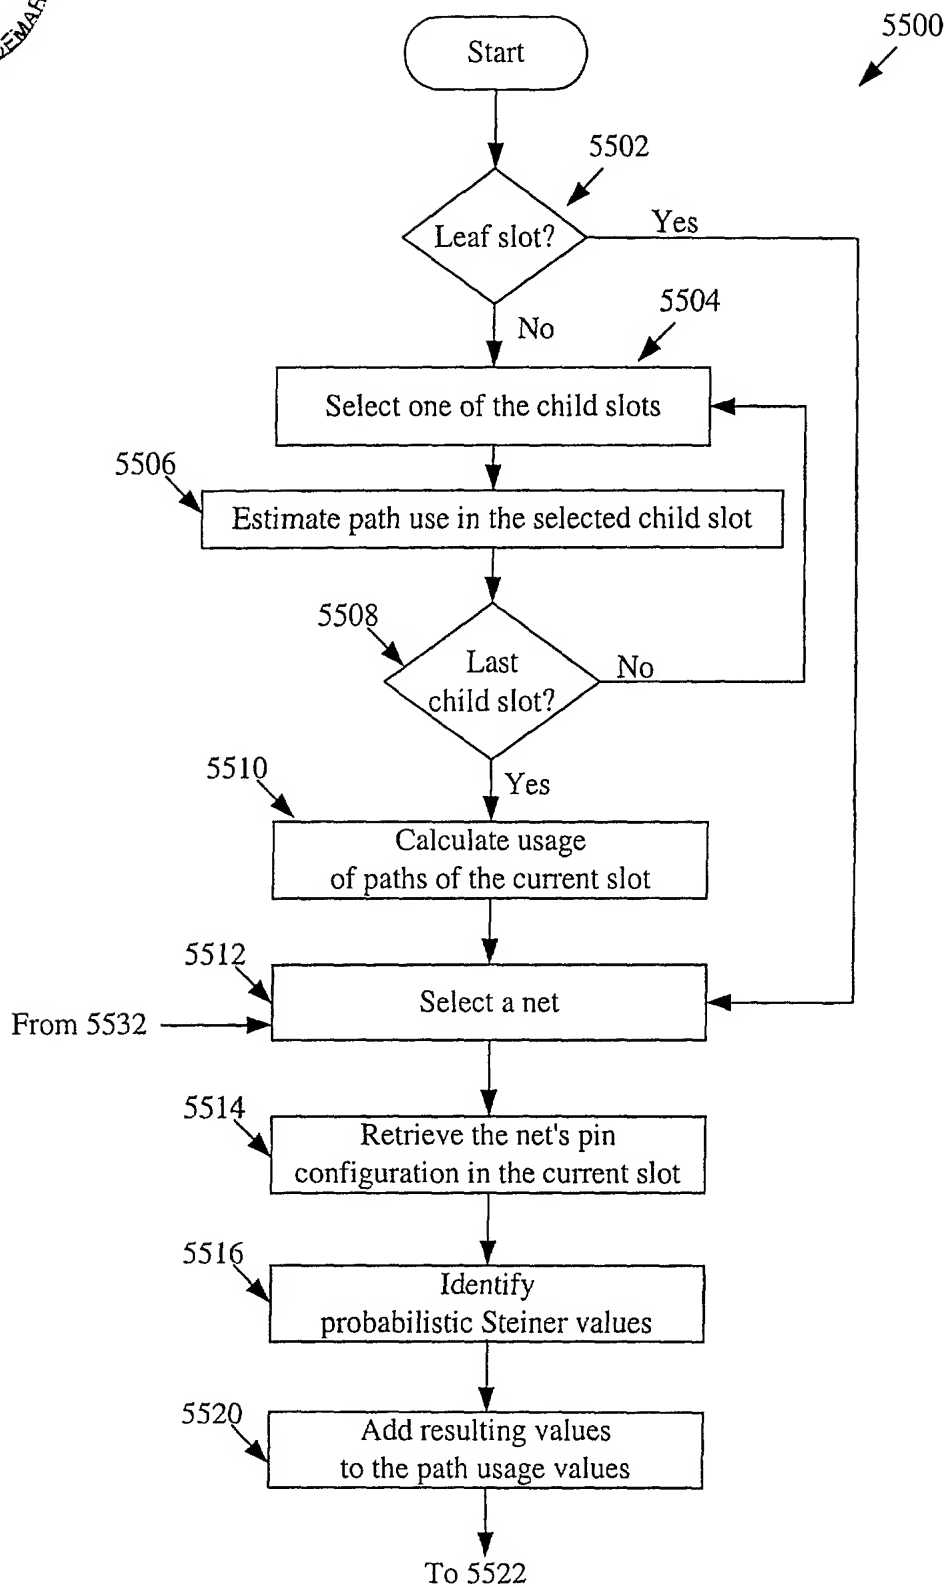 5500
Start
5502
Leaf slot?
Yes
No
5504
Select one of the child slots
5506
Estimate path use in the selected child slot
5508
Last
child slot?
No
Yes
5510
Calculate usage
of paths of the current slot
5512
Select a net
From 5532
5514
Retrieve the net's pin
configuration in the current slot
5516
Identify
probabilistic Steiner values
5520
Add resulting values
to the path usage values
To 5522